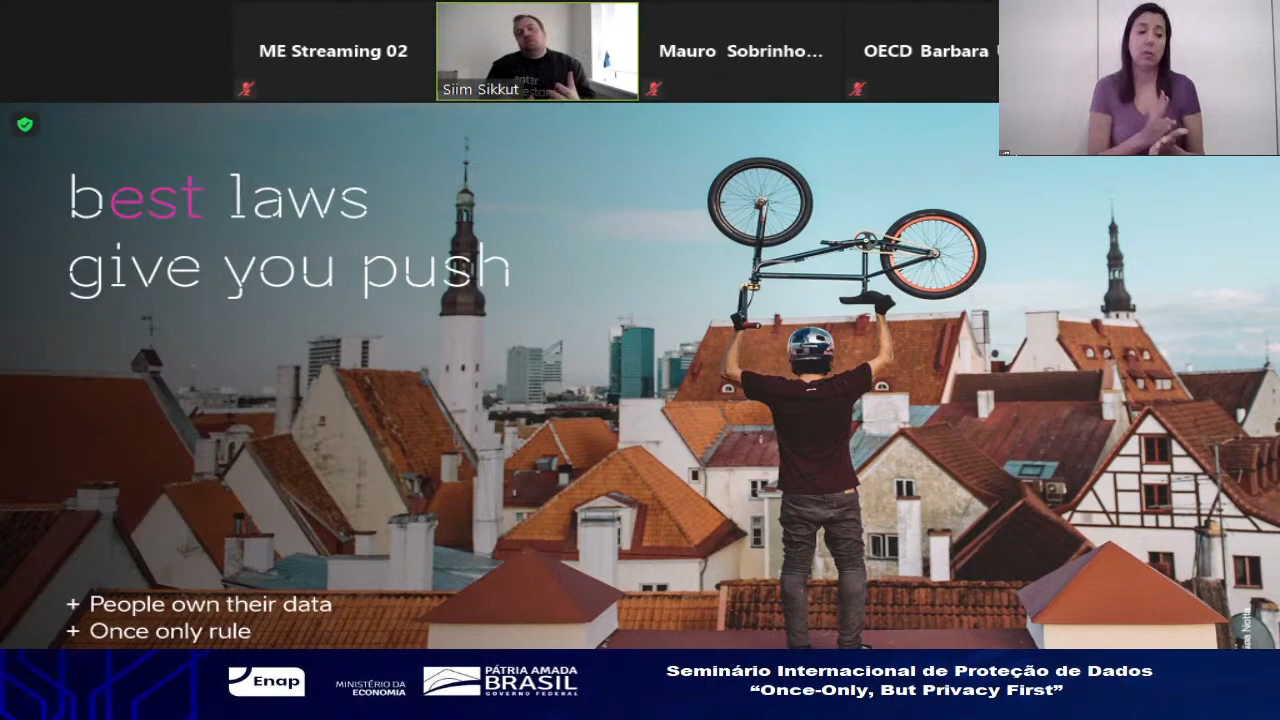 ME Streaming 02
Siim Sikkut
Mauro Sobrinho...
OECD Barbara
best laws
give you push
+ People own their data
+ Once only rule
Enap
MINISTÉRIO DA
ECONOMIA
PÁTRIA AMADA
BRASIL
GOVERNO FEDERAL
Seminário Internacional de Proteção de Dados
“Once-Only, But Privacy First”